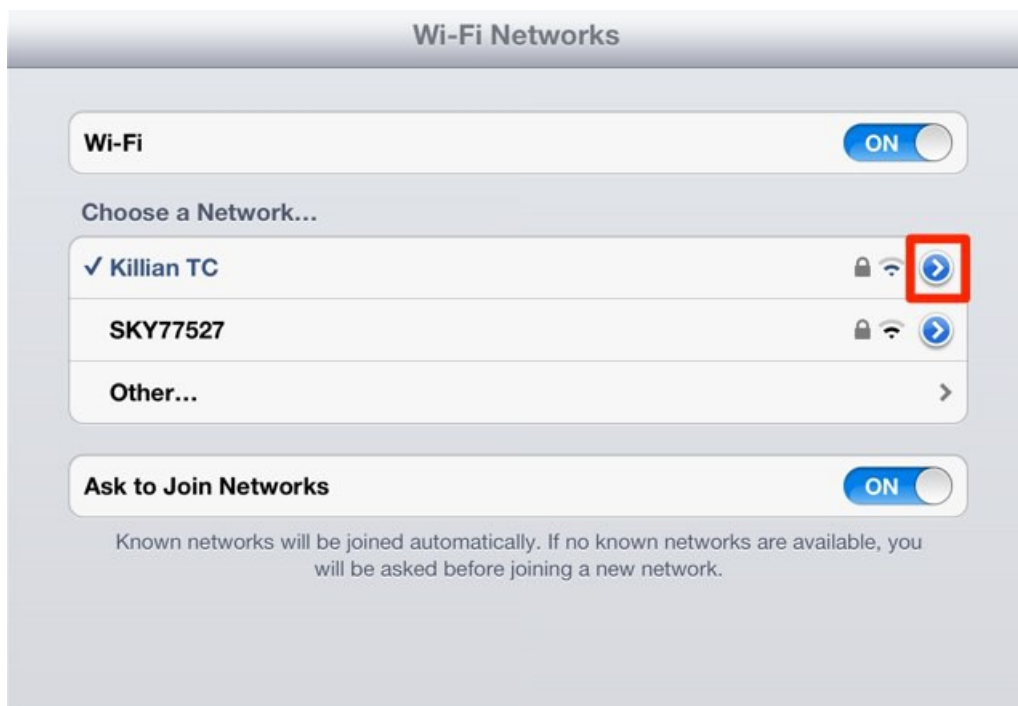 Wi-Fi Networks
Wi-Fi
ON
Choose a Network...
✓ Killian TC
SKY77527
Other...
Ask to Join Networks
ON
Known networks will be joined automatically. If no known networks are available, you
will be asked before joining a new network.